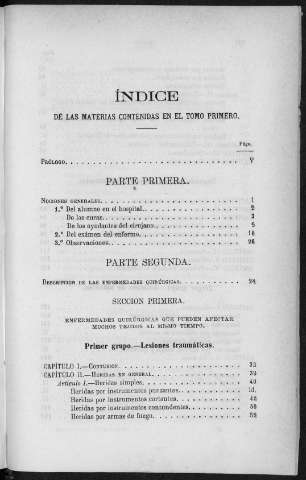 ÍNDICE
DE LAS MATERIAS CONTENIDAS EN EL TOMO PRIMERO.
Págs.
PRÓLOGO. V
PARTE PRIMERA.
NOCIONES GENERALES. 1
1.º Del alumno en el hospital. 2
De las curas. 3
De los ayudantes del cirujano. 5
2.º Del exámen del enfermo. 16
3.º Observaciones. 26
PARTE SEGUNDA.
DESCRIPCION DE LAS ENFERMEDADES QUIRÚRGICAS.
SECCION PRIMERA.
ENFERMEDADES QUIRÚRGICAS QUE PUEDEN AFECTAR
MUCHOS TEJIDOS AL MISMO TIEMPO.
Primer grupo.—Lesiones traumáticas.
CAPÍTULO I.—CONTUSION. 33
CAPÍTULO II.—HERIDAS EN GENERAL. 39
Artículo I.—Heridas simples. 40
Heridas por instrumentos punzantes. id.
Heridas por instrumentos cortantes. 43
Heridas por instrumentos contundentes. 50
Heridas por armas de fuego. 52